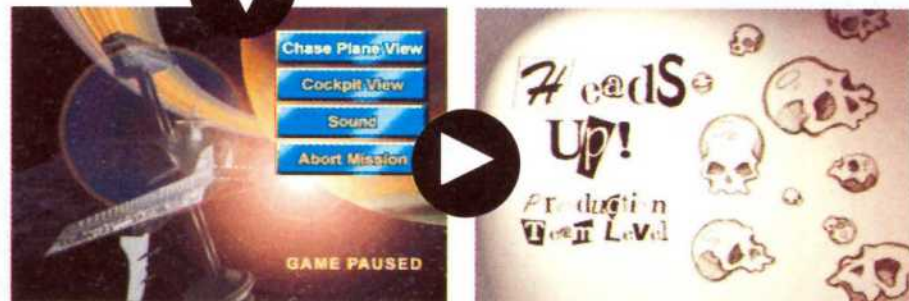 Chase Plane View
Cockpit View
Sound
Abort Mission
GAME PAUSED
HeadS
Up!
Production
Team Level